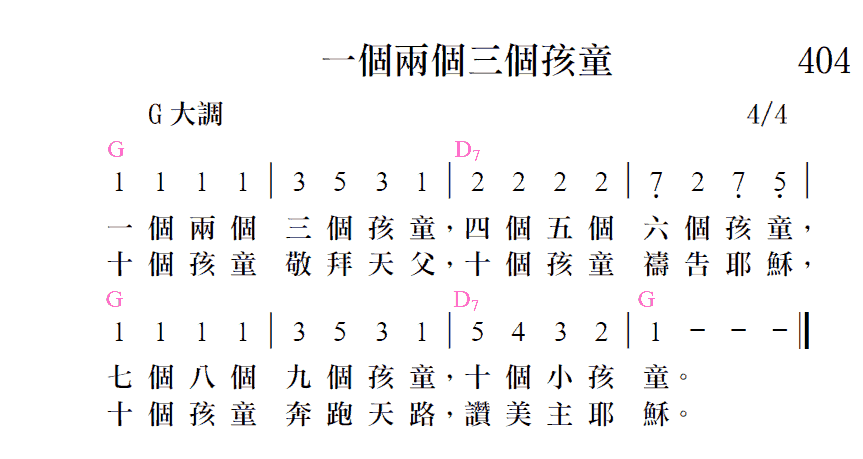 一個兩個三個孩童 404
G 大調 4/4
G D7
1 1 1 1 | 3 5 3 1 | 2 2 2 2 | 7̣ 2 7̣ 5̣ |
一個兩個 三個孩童，四個五個 六個孩童，
十個孩童 敬拜天父，十個孩童 禱告耶穌，
G D7 G
1 1 1 1 | 3 5 3 1 | 5 4 3 2 | 1 － － － ‖
七個八個 九個孩童，十個小孩 童。
十個孩童 奔跑天路，讚美主耶 穌。